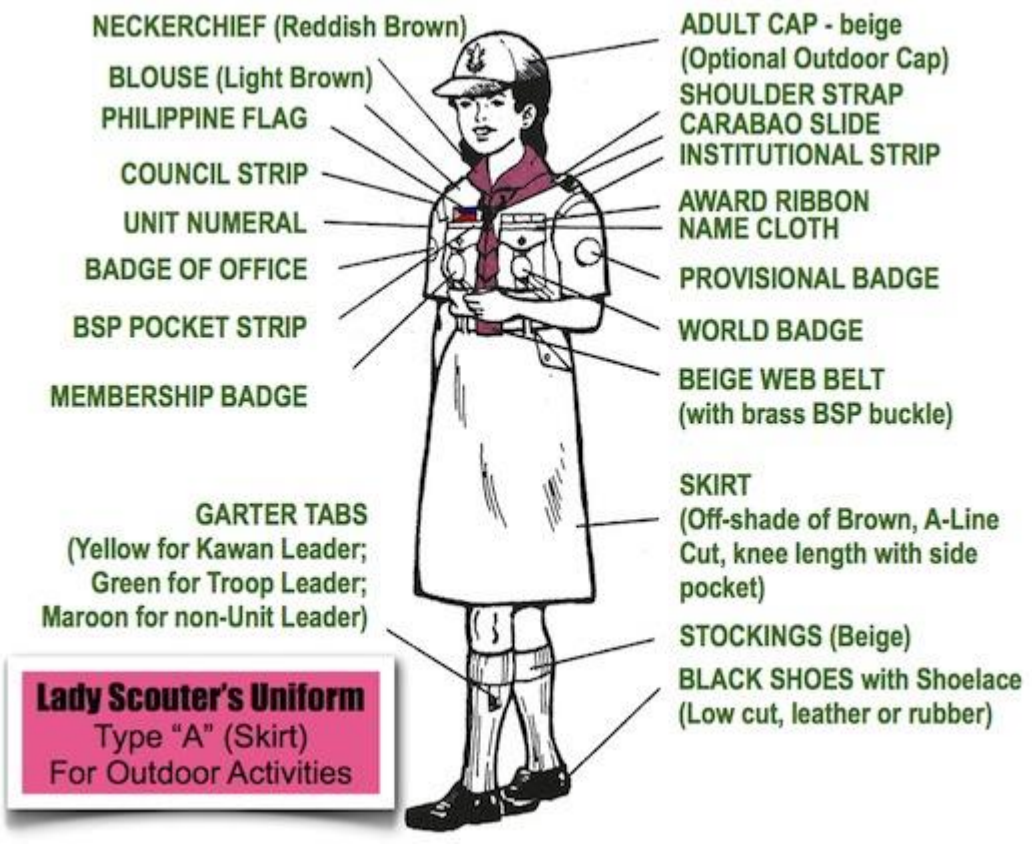 NECKERCHIEF (Reddish Brown)
BLOUSE (Light Brown)
PHILIPPINE FLAG
COUNCIL STRIP
UNIT NUMERAL
BADGE OF OFFICE
BSP POCKET STRIP
MEMBERSHIP BADGE
GARTER TABS
(Yellow for Kawan Leader;
Green for Troop Leader;
Maroon for non-Unit Leader)
ADULT CAP - beige
(Optional Outdoor Cap)
SHOULDER STRAP
CARABAO SLIDE
INSTITUTIONAL STRIP
AWARD RIBBON
NAME CLOTH
PROVISIONAL BADGE
WORLD BADGE
BEIGE WEB BELT
(with brass BSP buckle)
SKIRT
(Off-shade of Brown, A-Line
Cut, knee length with side
pocket)
STOCKINGS (Beige)
BLACK SHOES with Shoelace
(Low cut, leather or rubber)
Lady Scouter's Uniform
Type “A” (Skirt)
For Outdoor Activities